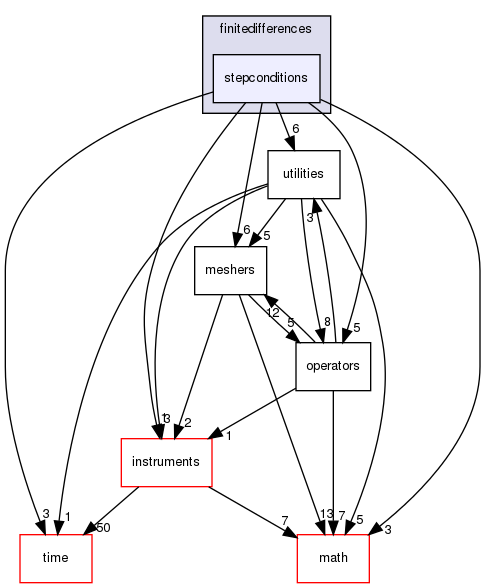 finitedifferences
stepconditions
6
utilities
3
6
5
meshers
12
5
8
5
operators
1
3
2
1
instruments
3
1
50
7
13
7
5
3
time
math